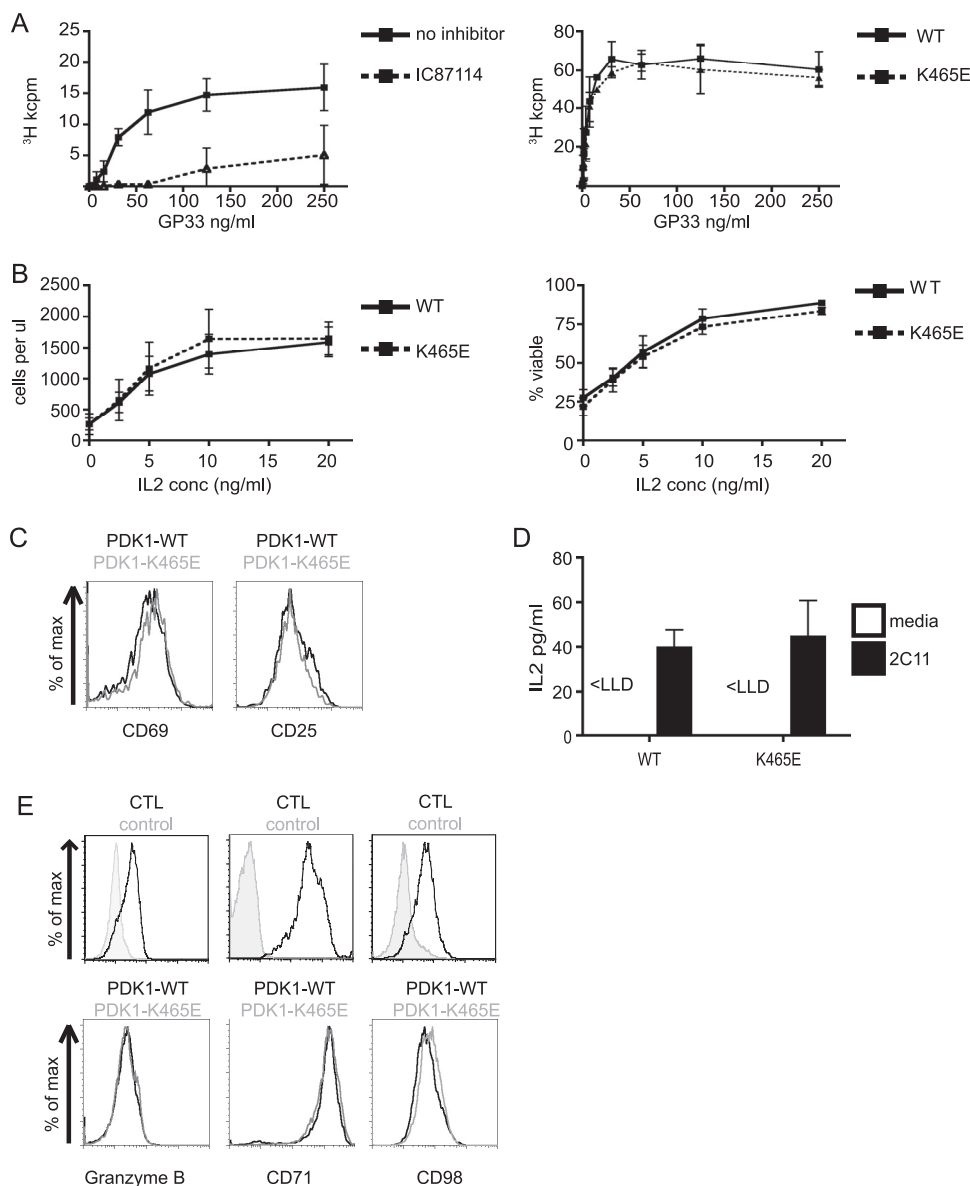 A
25
20
15
10
5
0
³H kcpm
0 50 100 150 200 250
GP33 ng/ml
no inhibitor
IC87114
80
60
40
20
0
³H kcpm
0 50 100 150 200 250
GP33 ng/ml
WT
K465E
B
2500
2000
1500
1000
500
0
cells per ul
0 5 10 15 20
IL2 conc (ng/ml)
WT
K465E
100
75
50
25
0
% viable
0 5 10 15 20
IL2 conc (ng/ml)
WT
K465E
C
PDK1-WT
PDK1-K465E
% of max
CD69
PDK1-WT
PDK1-K465E
CD25
D
80
60
40
20
0
IL2 pg/ml
<LLD
<LLD
WT
K465E
media
2C11
E
CTL
control
CTL
control
CTL
control
% of max
PDK1-WT
PDK1-K465E
PDK1-WT
PDK1-K465E
PDK1-WT
PDK1-K465E
% of max
Granzyme B
CD71
CD98